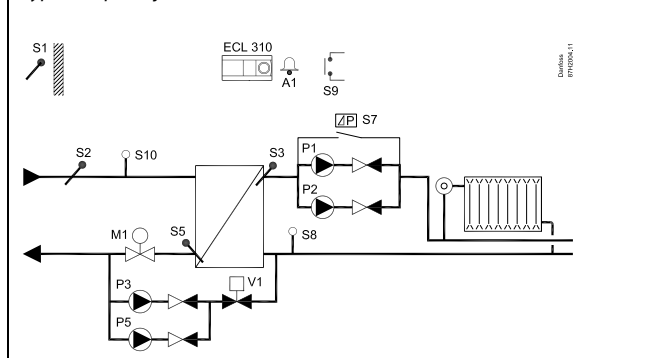 S1
ECL 310
A1
S9
Danfoss
87H2004.11
S7
P1
S2
S10
S3
P2
M1
S5
S8
P3
V1
P5